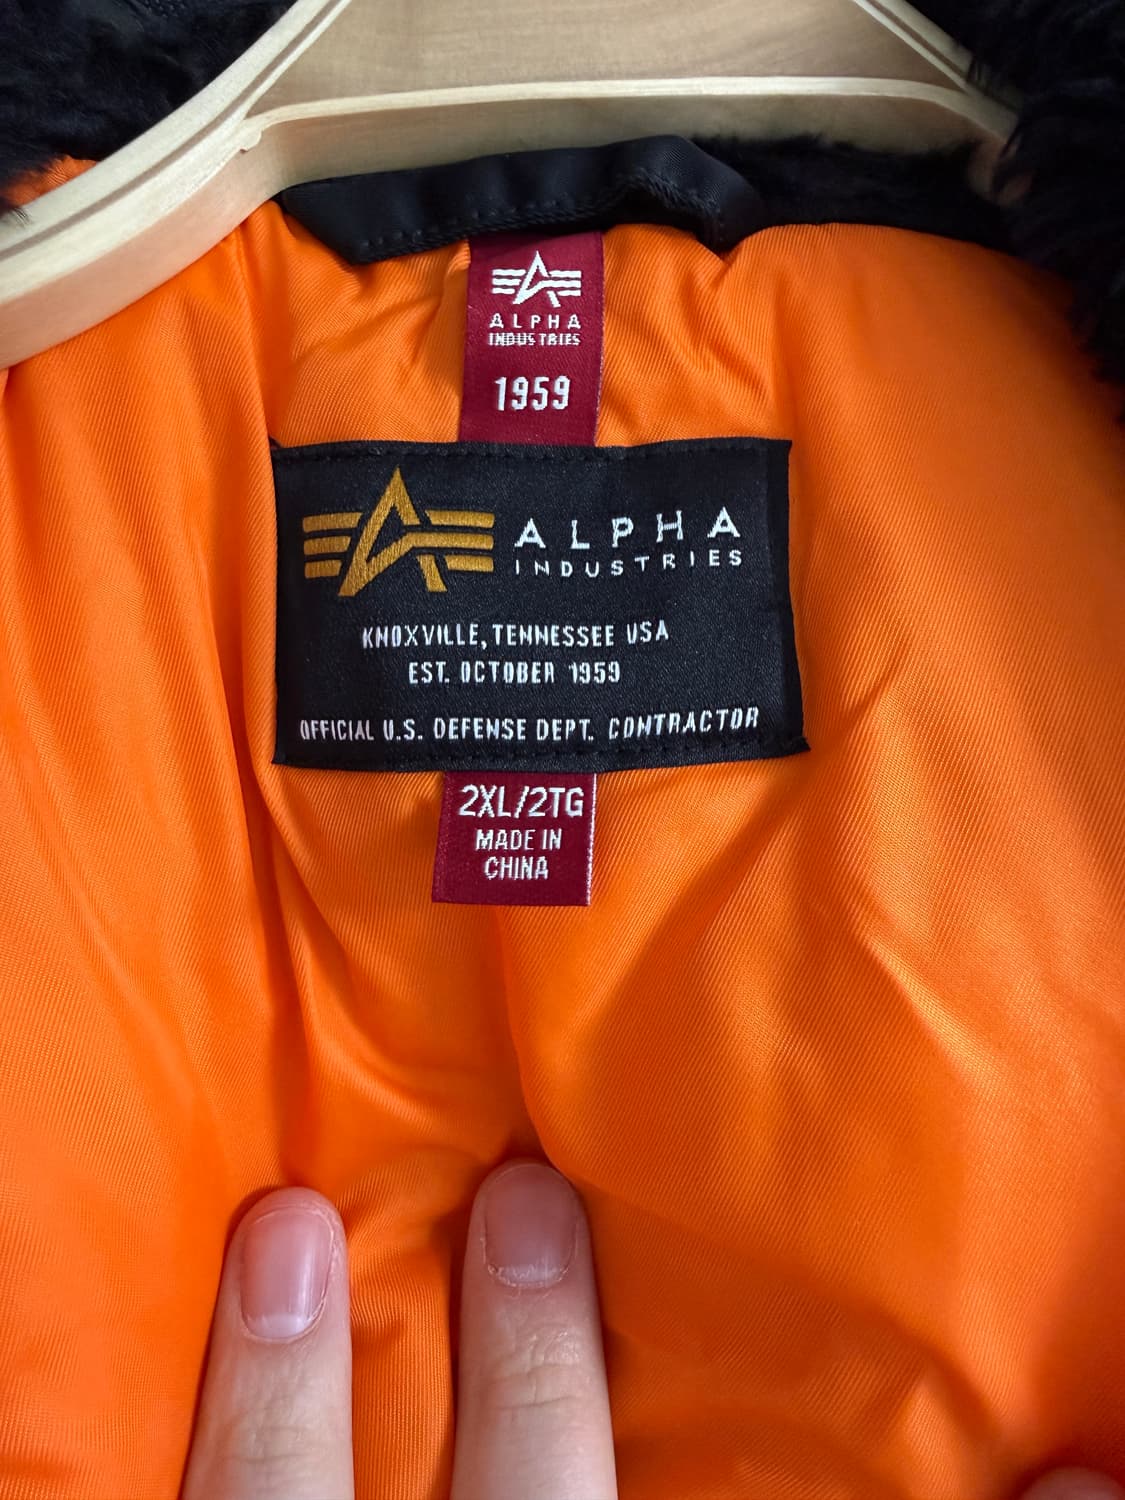 ALPHA
INDUSTRIES
1959
ALPHA
INDUSTRIES
KNOXVILLE, TENNESSEE USA
EST. OCTOBER 1959
OFFICIAL U.S. DEFENSE DEPT. CONTRACTOR
2XL/2TG
MADE IN
CHINA